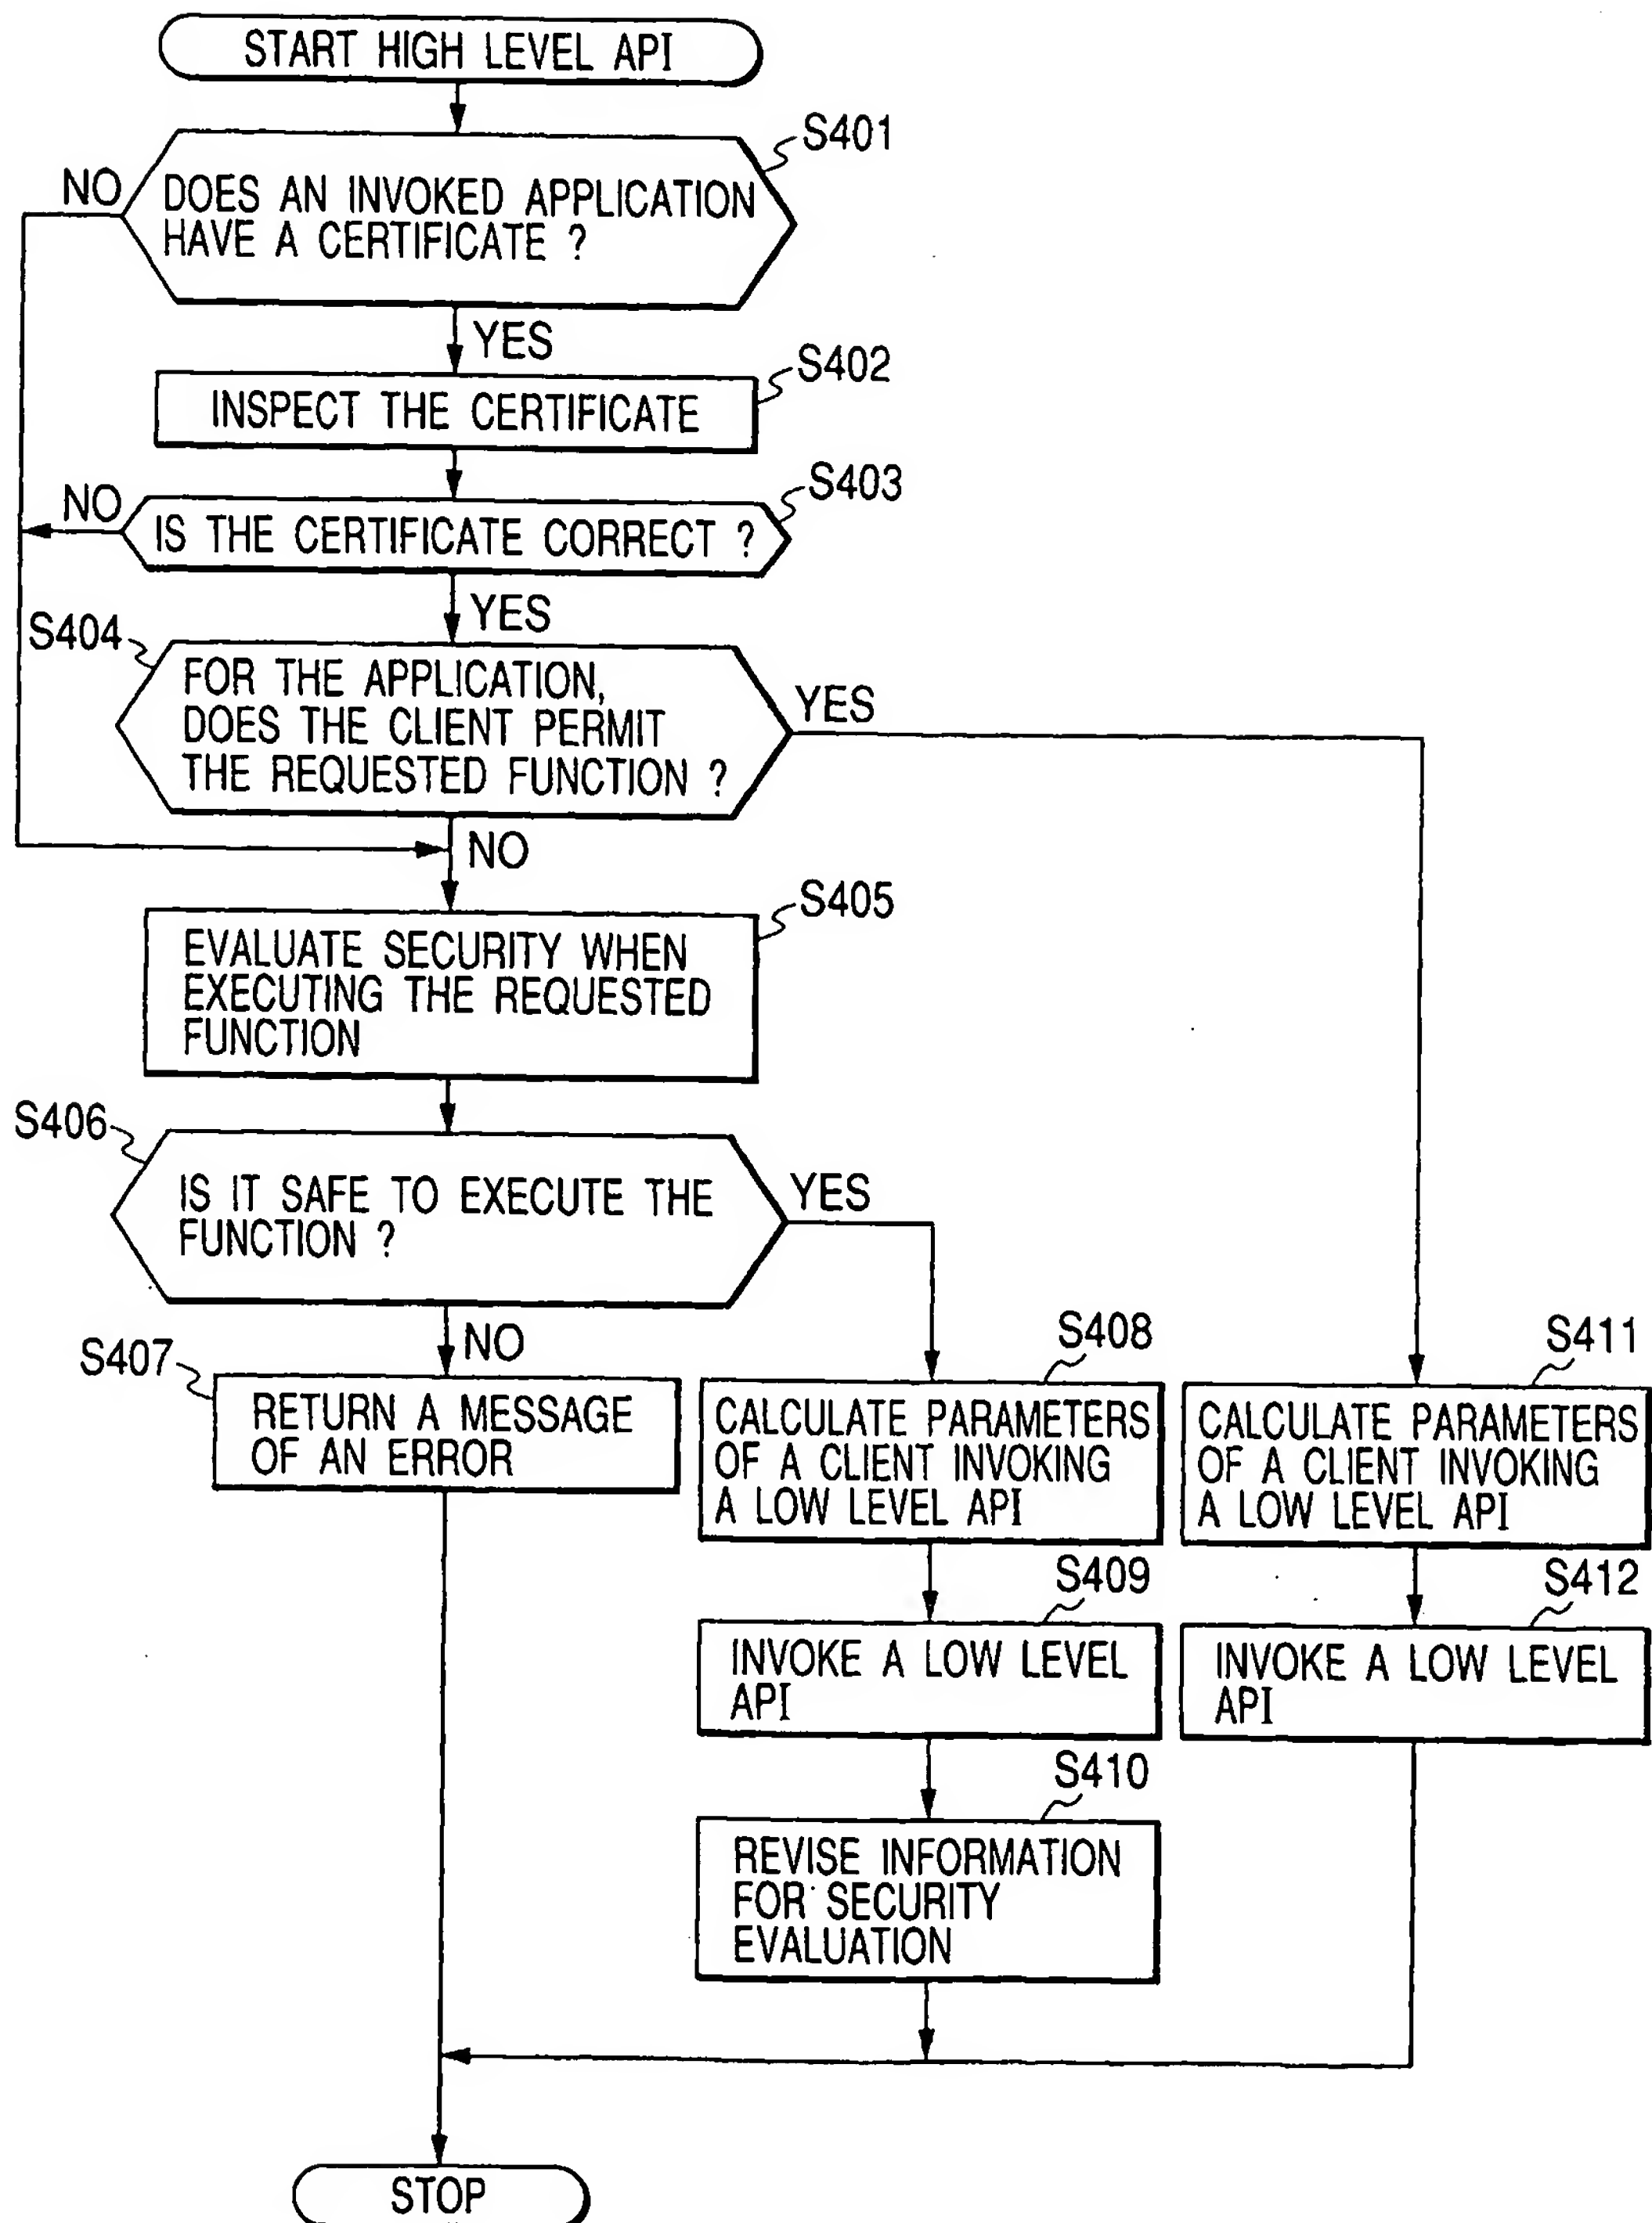 START HIGH LEVEL API
S401
NO
DOES AN INVOKED APPLICATION
HAVE A CERTIFICATE ?
YES
S402
INSPECT THE CERTIFICATE
S403
NO
IS THE CERTIFICATE CORRECT ?
YES
S404
FOR THE APPLICATION,
DOES THE CLIENT PERMIT
THE REQUESTED FUNCTION ?
YES
NO
S405
EVALUATE SECURITY WHEN
EXECUTING THE REQUESTED
FUNCTION
S406
IS IT SAFE TO EXECUTE THE
FUNCTION ?
YES
NO
S407
RETURN A MESSAGE
OF AN ERROR
S408
CALCULATE PARAMETERS
OF A CLIENT INVOKING
A LOW LEVEL API
S411
CALCULATE PARAMETERS
OF A CLIENT INVOKING
A LOW LEVEL API
S409
INVOKE A LOW LEVEL
API
S412
INVOKE A LOW LEVEL
API
S410
REVISE INFORMATION
FOR SECURITY
EVALUATION
STOP